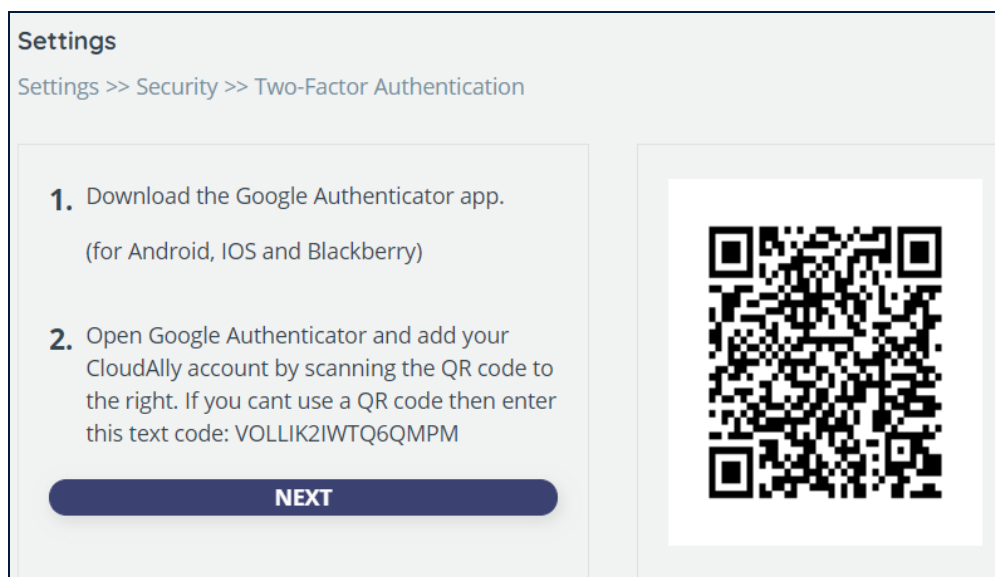 Settings
Settings >> Security >> Two-Factor Authentication
1. Download the Google Authenticator app.
(for Android, IOS and Blackberry)
2. Open Google Authenticator and add your
CloudAlly account by scanning the QR code to
the right. If you cant use a QR code then enter
this text code: VOLLIK2IWTQ6QMPM
NEXT